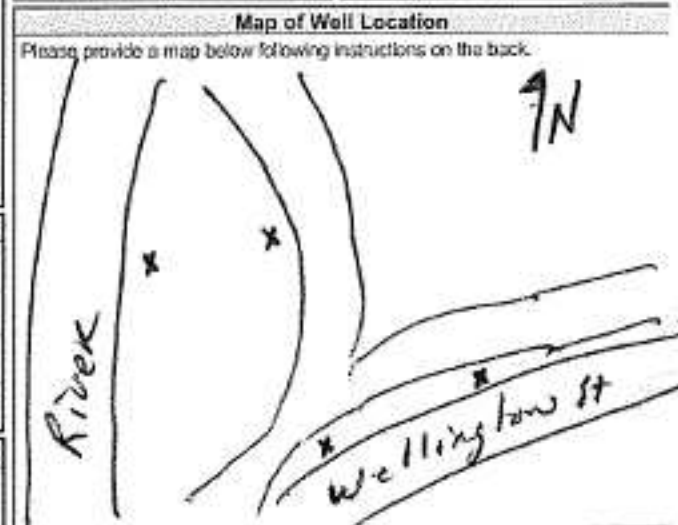 Map of Well Location
Please provide a map below following instructions on the back.
N
River
Wellington St